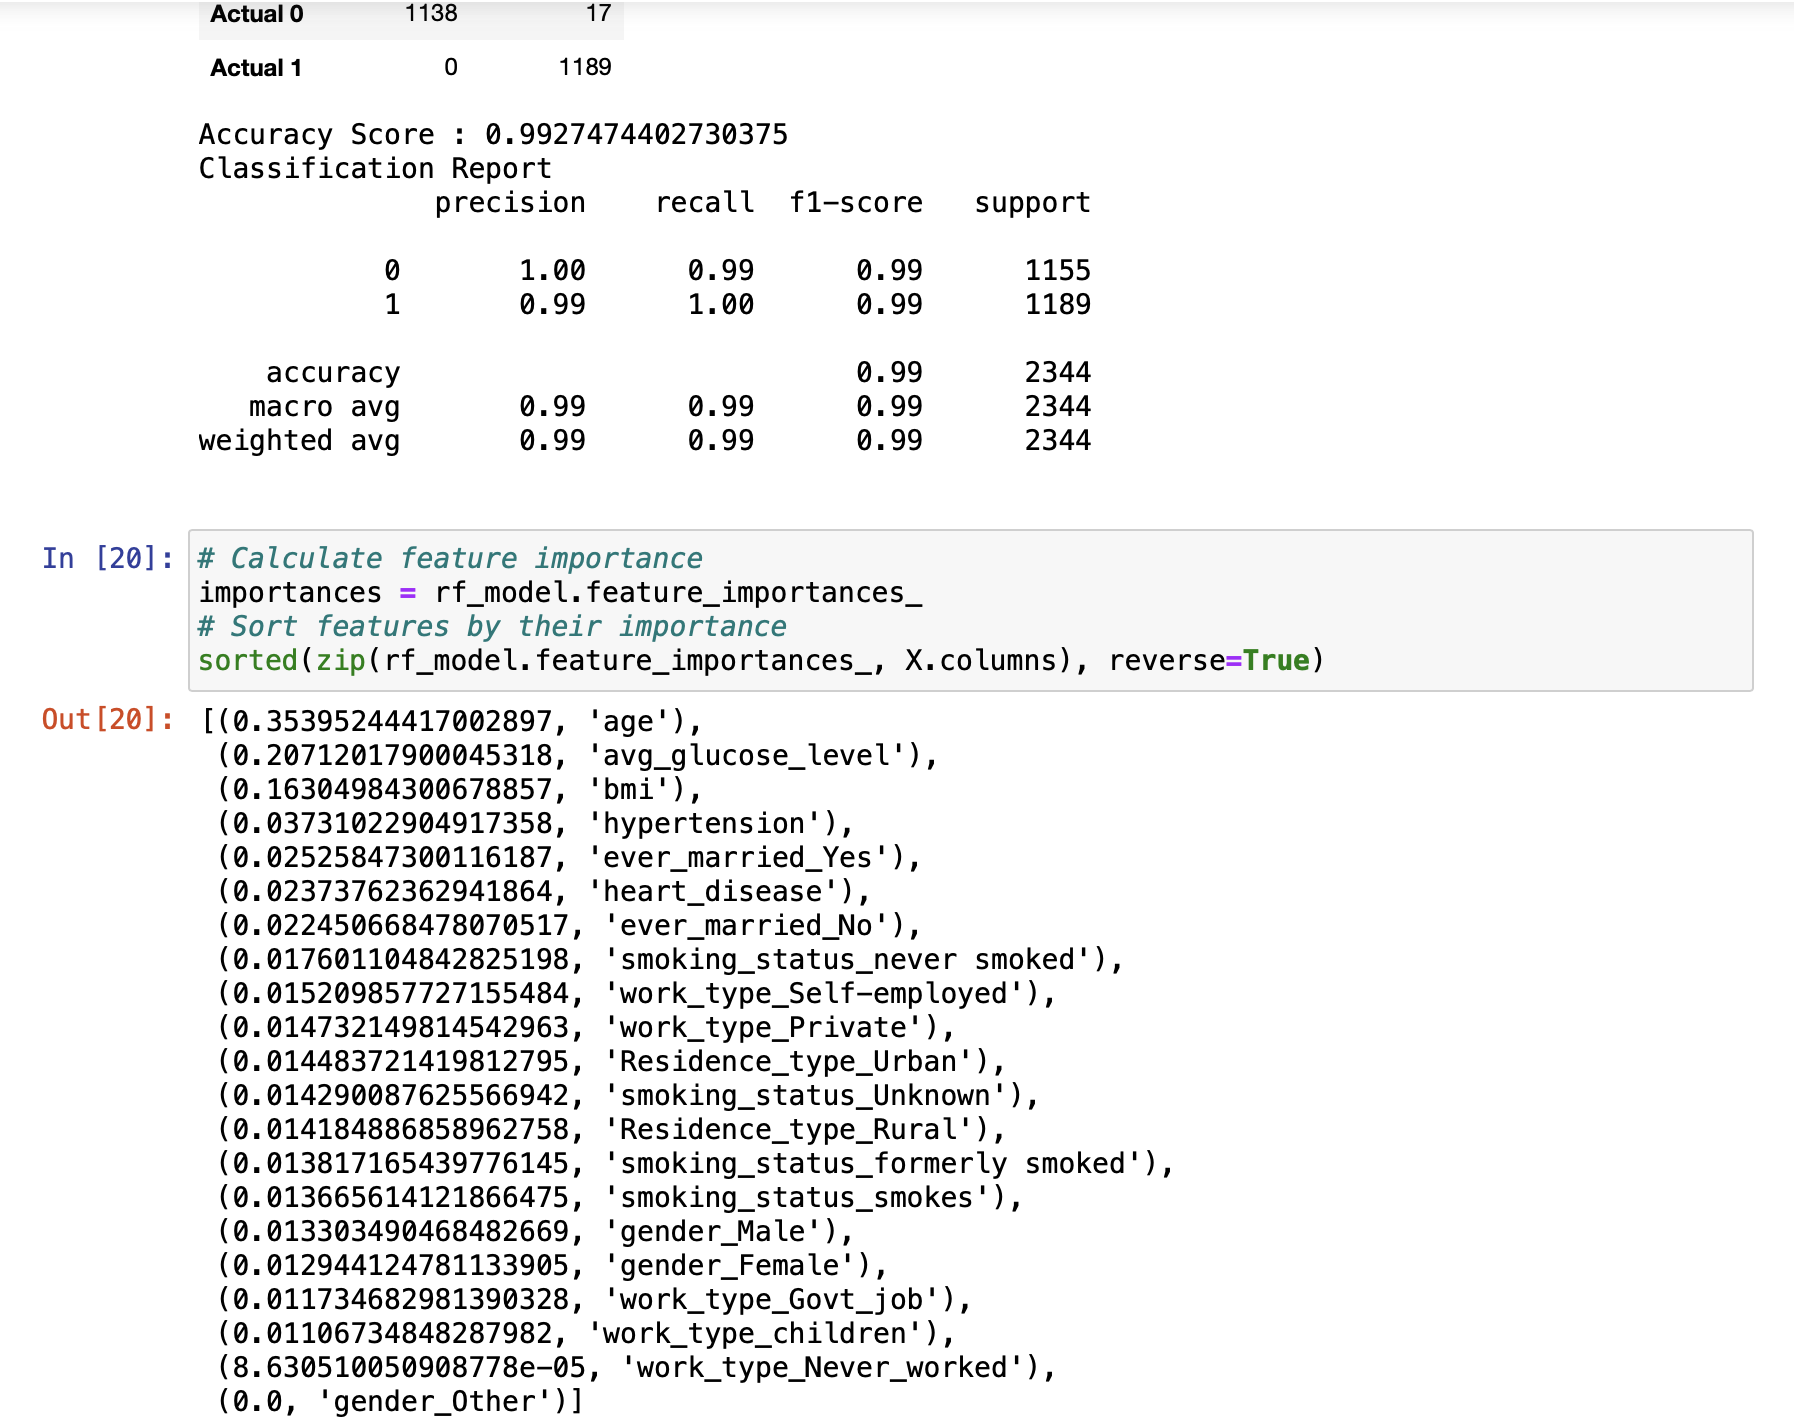 Actual 0 1138 17
Actual 1 0 1189
Accuracy Score : 0.9927474402730375
Classification Report
precision recall f1-score support
0 1.00 0.99 0.99 1155
1 0.99 1.00 0.99 1189
accuracy 0.99 2344
macro avg 0.99 0.99 0.99 2344
weighted avg 0.99 0.99 0.99 2344
In [20]: # Calculate feature importance
importances = rf_model.feature_importances_
# Sort features by their importance
sorted(zip(rf_model.feature_importances_, X.columns), reverse=True)
Out[20]: [(0.35395244417002897, 'age'),
(0.20712017900045318, 'avg_glucose_level'),
(0.16304984300678857, 'bmi'),
(0.03731022904917358, 'hypertension'),
(0.02525847300116187, 'ever_married_Yes'),
(0.02373762362941864, 'heart_disease'),
(0.022450668478070517, 'ever_married_No'),
(0.017601104842825198, 'smoking_status_never smoked'),
(0.015209857727155484, 'work_type_Self-employed'),
(0.014732149814542963, 'work_type_Private'),
(0.014483721419812795, 'Residence_type_Urban'),
(0.014290087625566942, 'smoking_status_Unknown'),
(0.014184886858962758, 'Residence_type_Rural'),
(0.013817165439776145, 'smoking_status_formerly smoked'),
(0.013665614121866475, 'smoking_status_smokes'),
(0.013303490468482669, 'gender_Male'),
(0.012944124781133905, 'gender_Female'),
(0.011734682981390328, 'work_type_Govt_job'),
(0.01106734848287982, 'work_type_children'),
(8.630510050908778e-05, 'work_type_Never_worked'),
(0.0, 'gender_Other')]